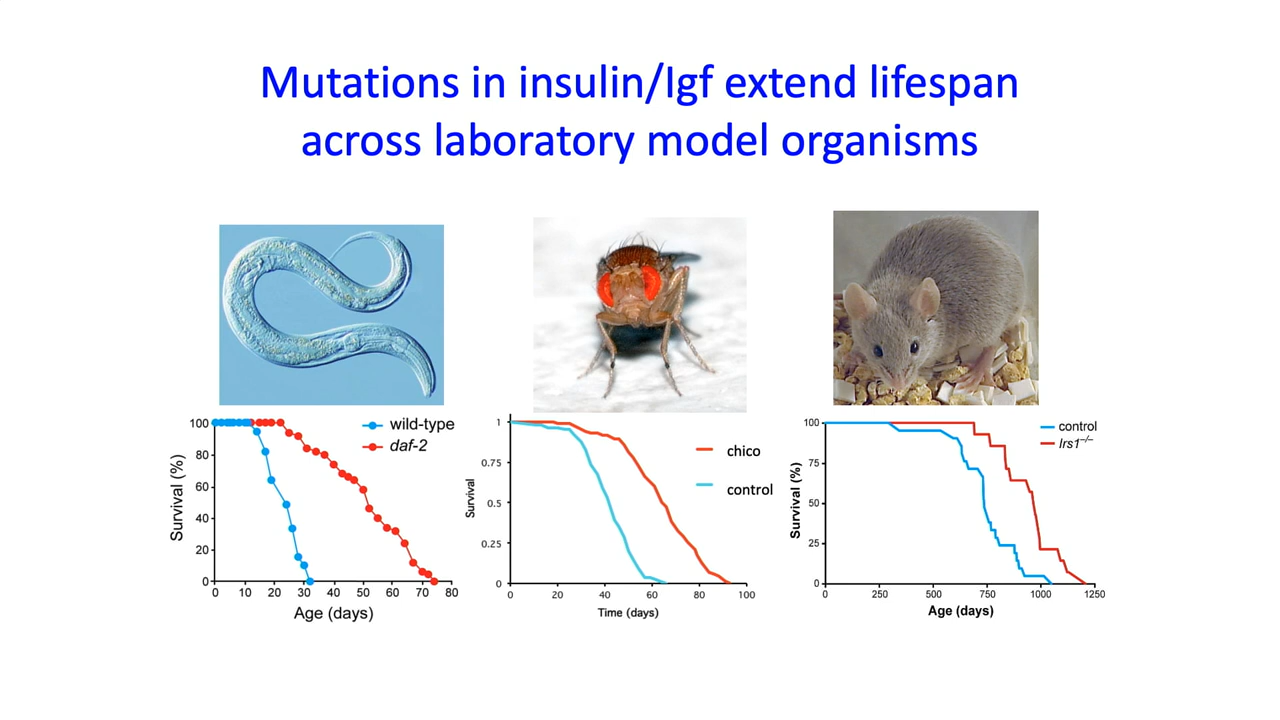 Mutations in insulin/Igf extend lifespan
across laboratory model organisms
100
80
60
40
20
0
Survival (%)
0 10 20 30 40 50 60 70 80
Age (days)
wild-type
daf-2
1
0.75
0.5
0.25
0
Survival
0 20 40 60 80 100
Time (days)
chico
control
100
75
50
25
0
Survival (%)
0 250 500 750 1000 1250
Age (days)
control
Irs1⁻/⁻